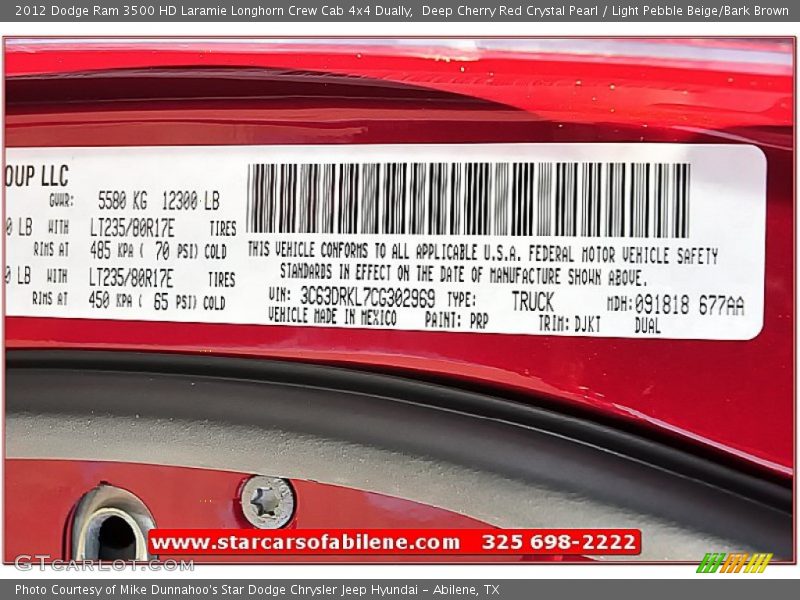 2012 Dodge Ram 3500 HD Laramie Longhorn Crew Cab 4x4 Dually,  Deep Cherry Red Crystal Pearl / Light Pebble Beige/Bark Brown
OUP LLC
GVWR: 5580 KG 12300 LB
0 LB WITH LT235/80R17E TIRES
RIMS AT 485 KPA ( 70 PSI) COLD
0 LB WITH LT235/80R17E TIRES
RIMS AT 450 KPA ( 65 PSI) COLD
THIS VEHICLE CONFORMS TO ALL APPLICABLE U.S.A. FEDERAL MOTOR VEHICLE SAFETY
STANDARDS IN EFFECT ON THE DATE OF MANUFACTURE SHOWN ABOVE.
VIN: 3C63DRKL7CG302969 TYPE: TRUCK MDH:091818 677AA
VEHICLE MADE IN MEXICO PAINT: PRP TRIM: DJKT DUAL
www.starcarsofabilene.com 325 698-2222
GTcarlot.com
Photo Courtesy of Mike Dunnahoo's Star Dodge Chrysler Jeep Hyundai - Abilene, TX